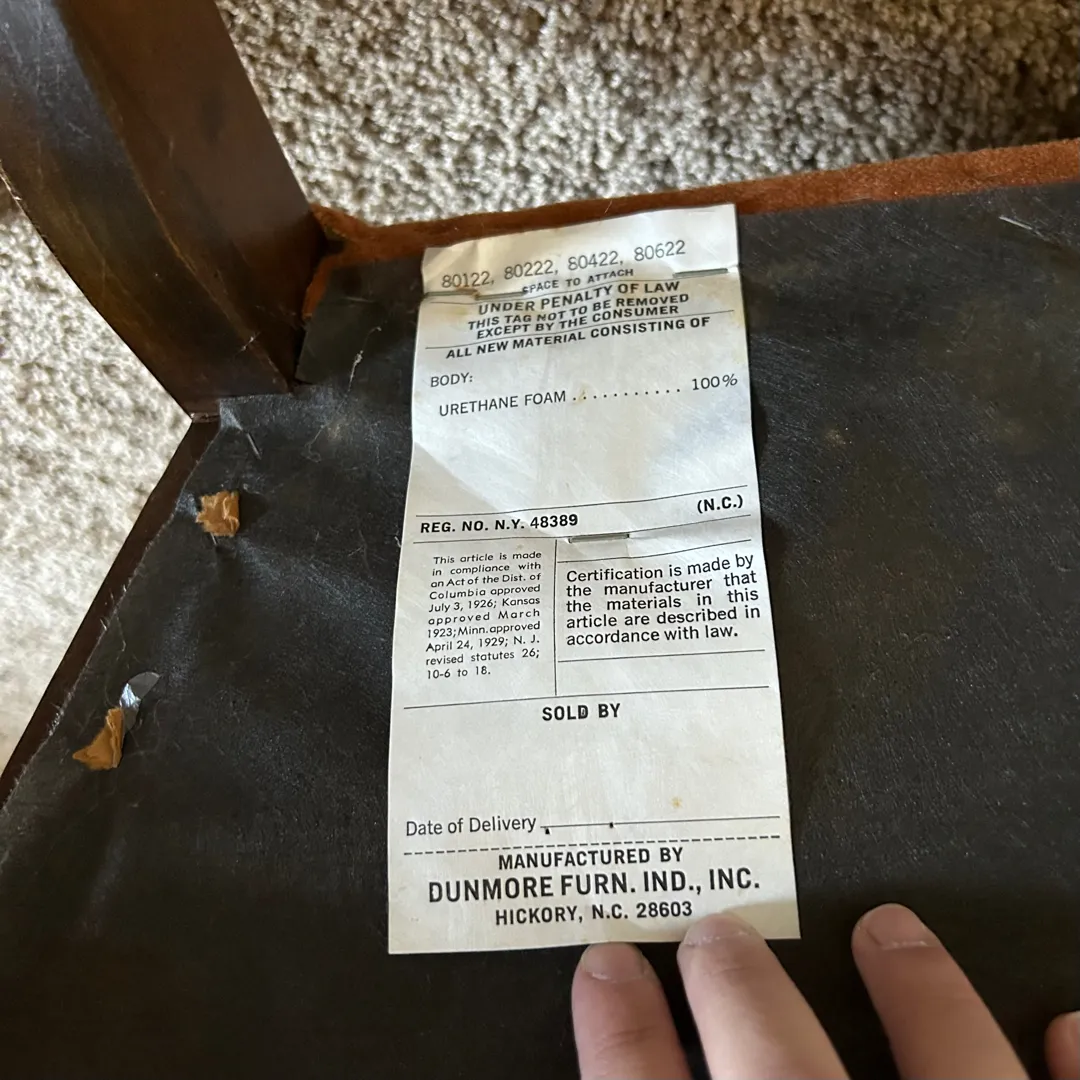 80122, 80222, 80422, 80622
SPACE TO ATTACH
UNDER PENALTY OF LAW
THIS TAG NOT TO BE REMOVED
EXCEPT BY THE CONSUMER
ALL NEW MATERIAL CONSISTING OF
BODY:
URETHANE FOAM ........... 100%
REG. NO. N.Y. 48389 (N.C.)
This article is made
in compliance with
an Act of the Dist. of
Columbia approved
July 3, 1926; Kansas
approved March
1923; Minn. approved
April 24, 1929; N. J.
revised statutes 26;
10-6 to 18.
Certification is made by
the manufacturer that
the materials in this
article are described in
accordance with law.
SOLD BY
Date of Delivery
MANUFACTURED BY
DUNMORE FURN. IND., INC.
HICKORY, N.C. 28603